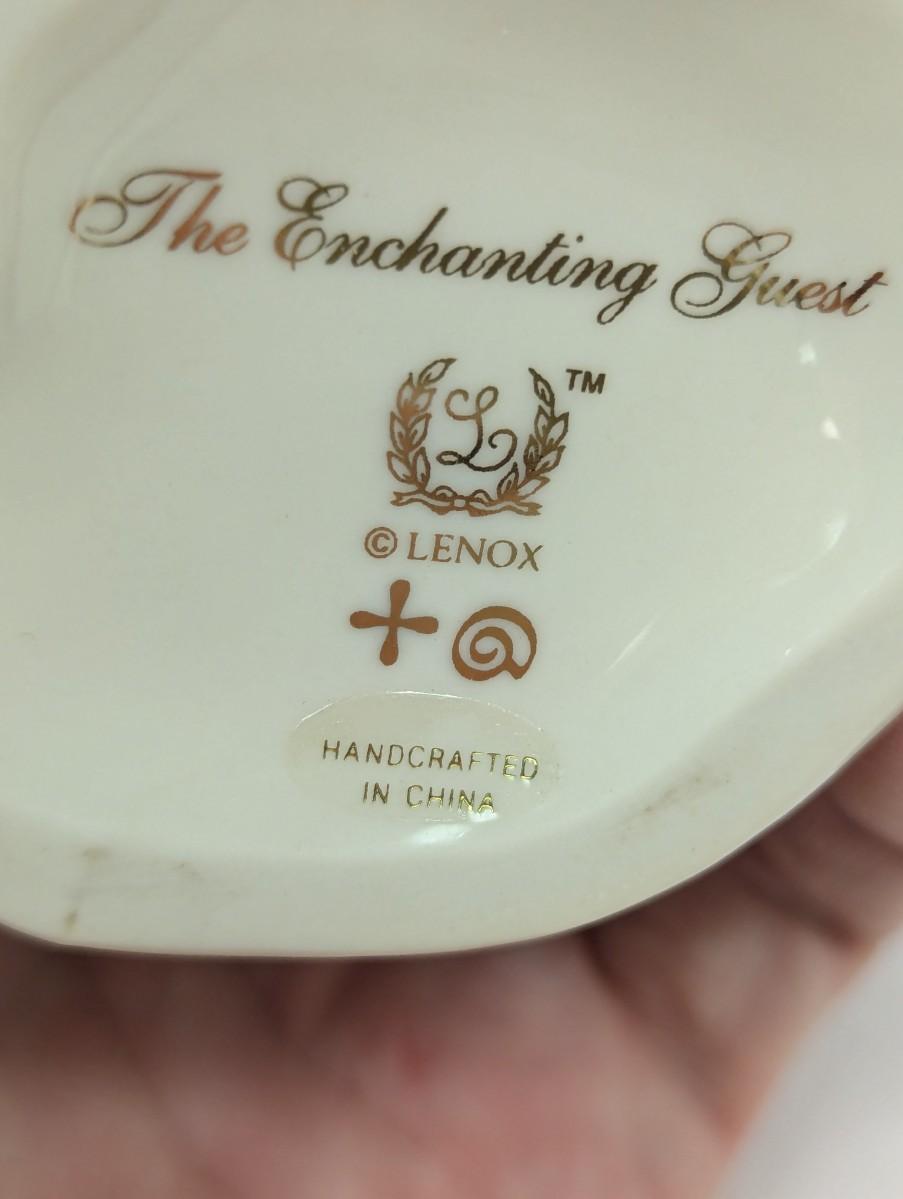 The Enchanting Guest
L TM
© LENOX
HANDCRAFTED
IN CHINA